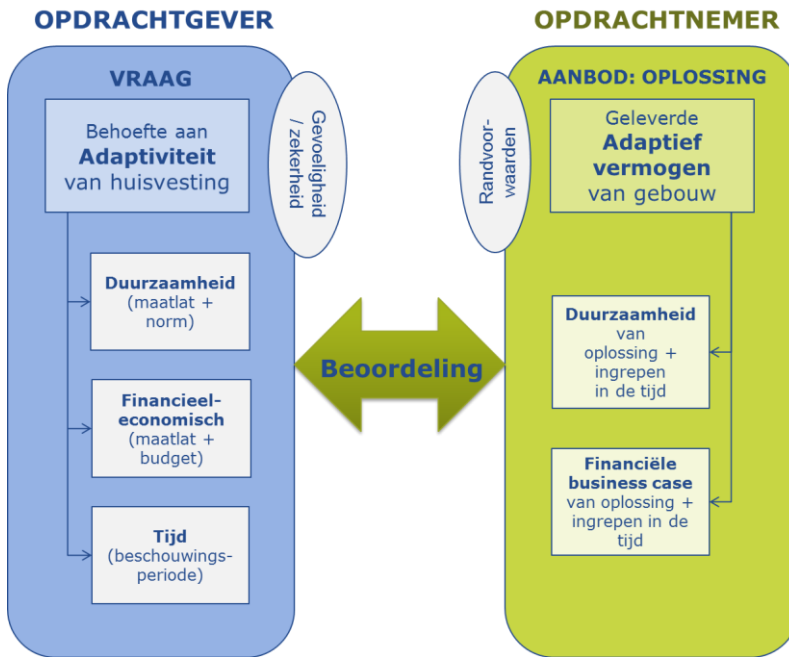 OPDRACHTGEVER
VRAAG
Behoefte aan
Adaptiviteit
van huisvesting
Gevoeligheid
/ zekerheid
Duurzaamheid
(maatlat +
norm)
Financieel-
economisch
(maatlat +
budget)
Tijd
(beschouwings-
periode)
Beoordeling
OPDRACHTNEMER
AANBOD: OPLOSSING
Randvoor-
waarden
Geleverde
Adaptief
vermogen
van gebouw
Duurzaamheid
van
oplossing +
ingrepen
in de tijd
Financiële
business case
van oplossing +
ingrepen in de
tijd